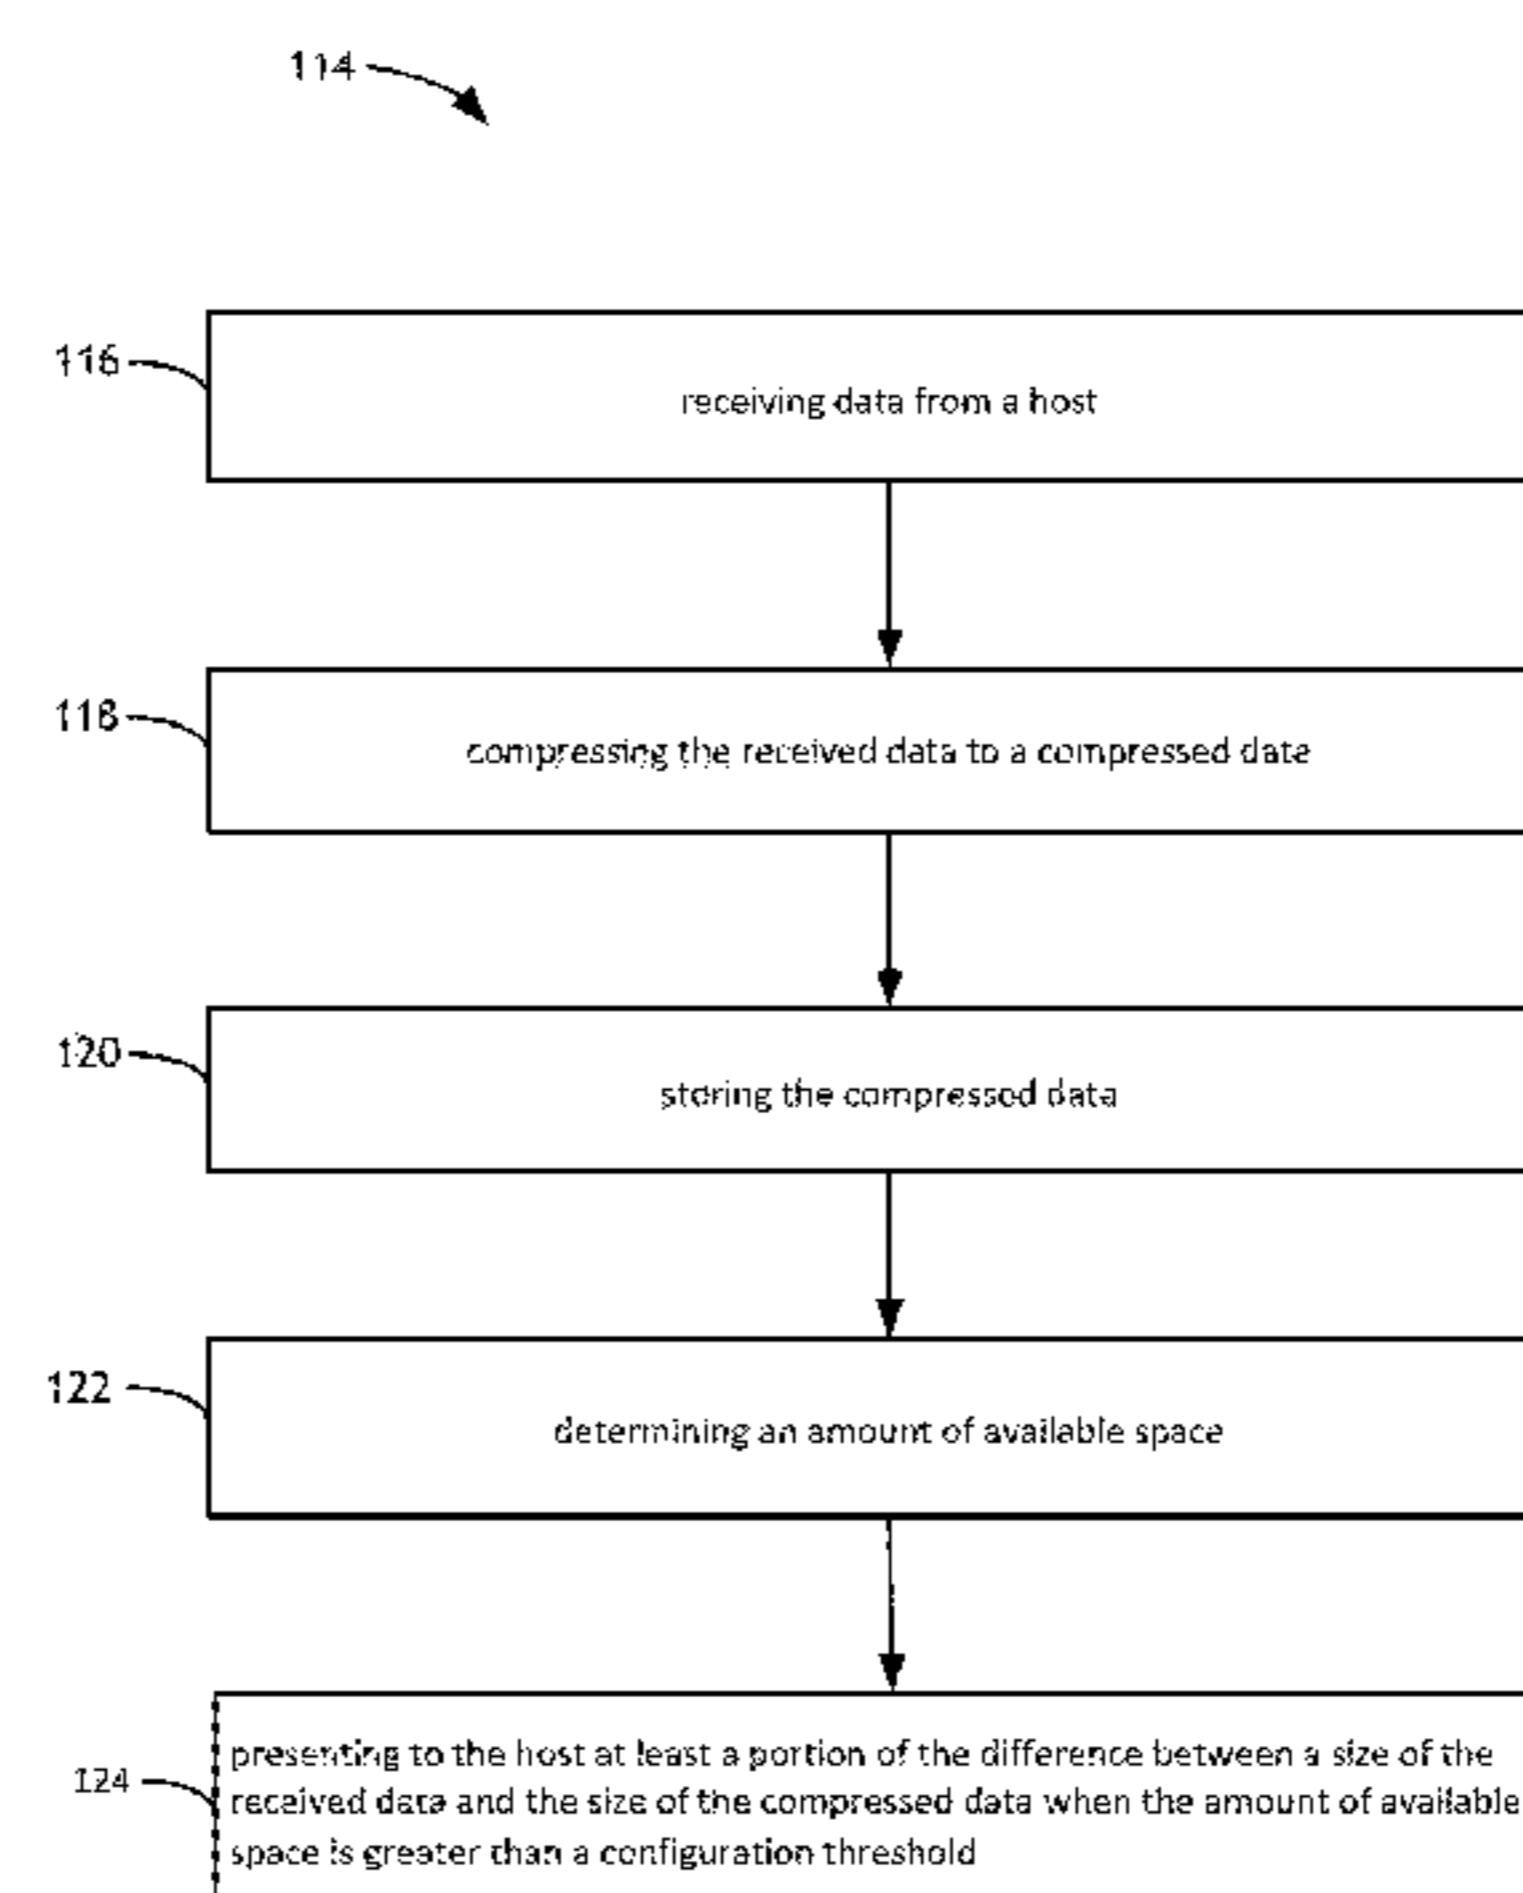 114
116
receiving data from a host
118
compressing the received data to a compressed data
120
storing the compressed data
122
determining an amount of available space
124
presenting to the host at least a portion of the difference between a size of the
received data and the size of the compressed data when the amount of available
space is greater than a configuration threshold